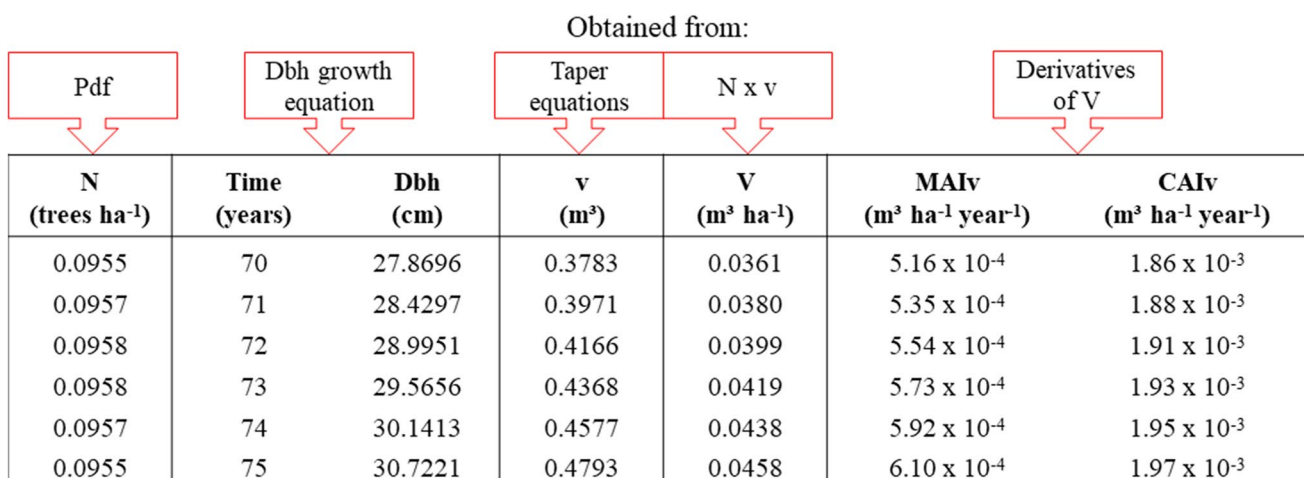 Obtained from:
Pdf
Dbh growth
equation
Taper
equations
N x v
Derivatives
of V
N Time Dbh v V MAIv CAIv
(trees ha⁻¹) (years) (cm) (m³) (m³ ha⁻¹) (m³ ha⁻¹ year⁻¹) (m³ ha⁻¹ year⁻¹)
0.0955 70 27.8696 0.3783 0.0361 5.16 x 10⁻⁴ 1.86 x 10⁻³
0.0957 71 28.4297 0.3971 0.0380 5.35 x 10⁻⁴ 1.88 x 10⁻³
0.0958 72 28.9951 0.4166 0.0399 5.54 x 10⁻⁴ 1.91 x 10⁻³
0.0958 73 29.5656 0.4368 0.0419 5.73 x 10⁻⁴ 1.93 x 10⁻³
0.0957 74 30.1413 0.4577 0.0438 5.92 x 10⁻⁴ 1.95 x 10⁻³
0.0955 75 30.7221 0.4793 0.0458 6.10 x 10⁻⁴ 1.97 x 10⁻³